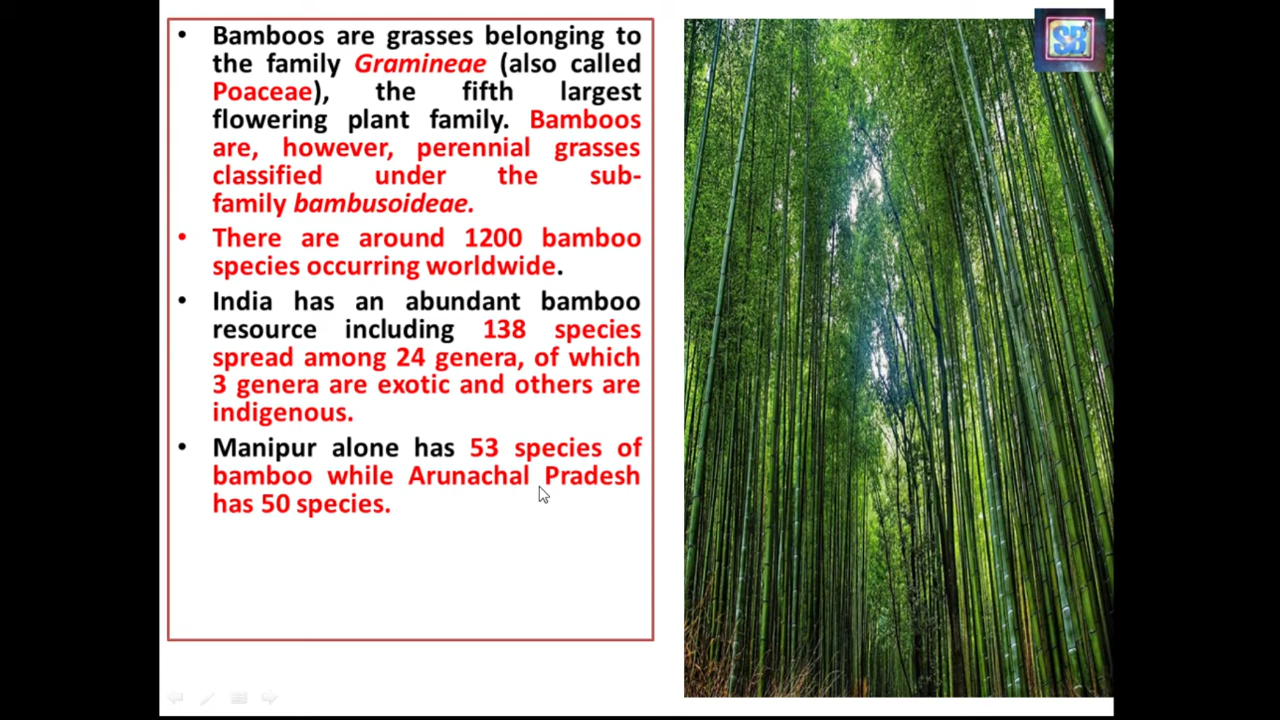 • Bamboos are grasses belonging to
the family Gramineae (also called
Poaceae), the fifth largest
flowering plant family. Bamboos
are, however, perennial grasses
classified under the sub-
family bambusoideae.
• There are around 1200 bamboo
species occurring worldwide.
• India has an abundant bamboo
resource including 138 species
spread among 24 genera, of which
3 genera are exotic and others are
indigenous.
• Manipur alone has 53 species of
bamboo while Arunachal Pradesh
has 50 species.
SB